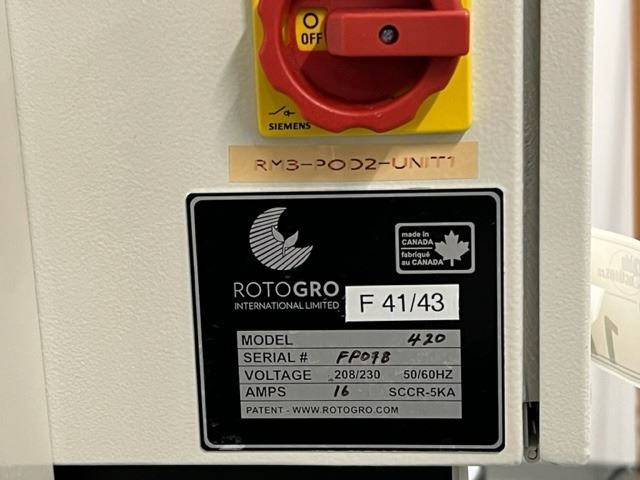 O
OFF
SIEMENS
RM3-POD2-UNIT1
made in
CANADA
fabriqué
au CANADA
ROTOGRO
INTERNATIONAL LIMITED
F 41/43
MODEL 420
SERIAL # FP078
VOLTAGE 208/230 50/60HZ
AMPS 16 SCCR-5KA
PATENT - WWW.ROTOGRO.COM